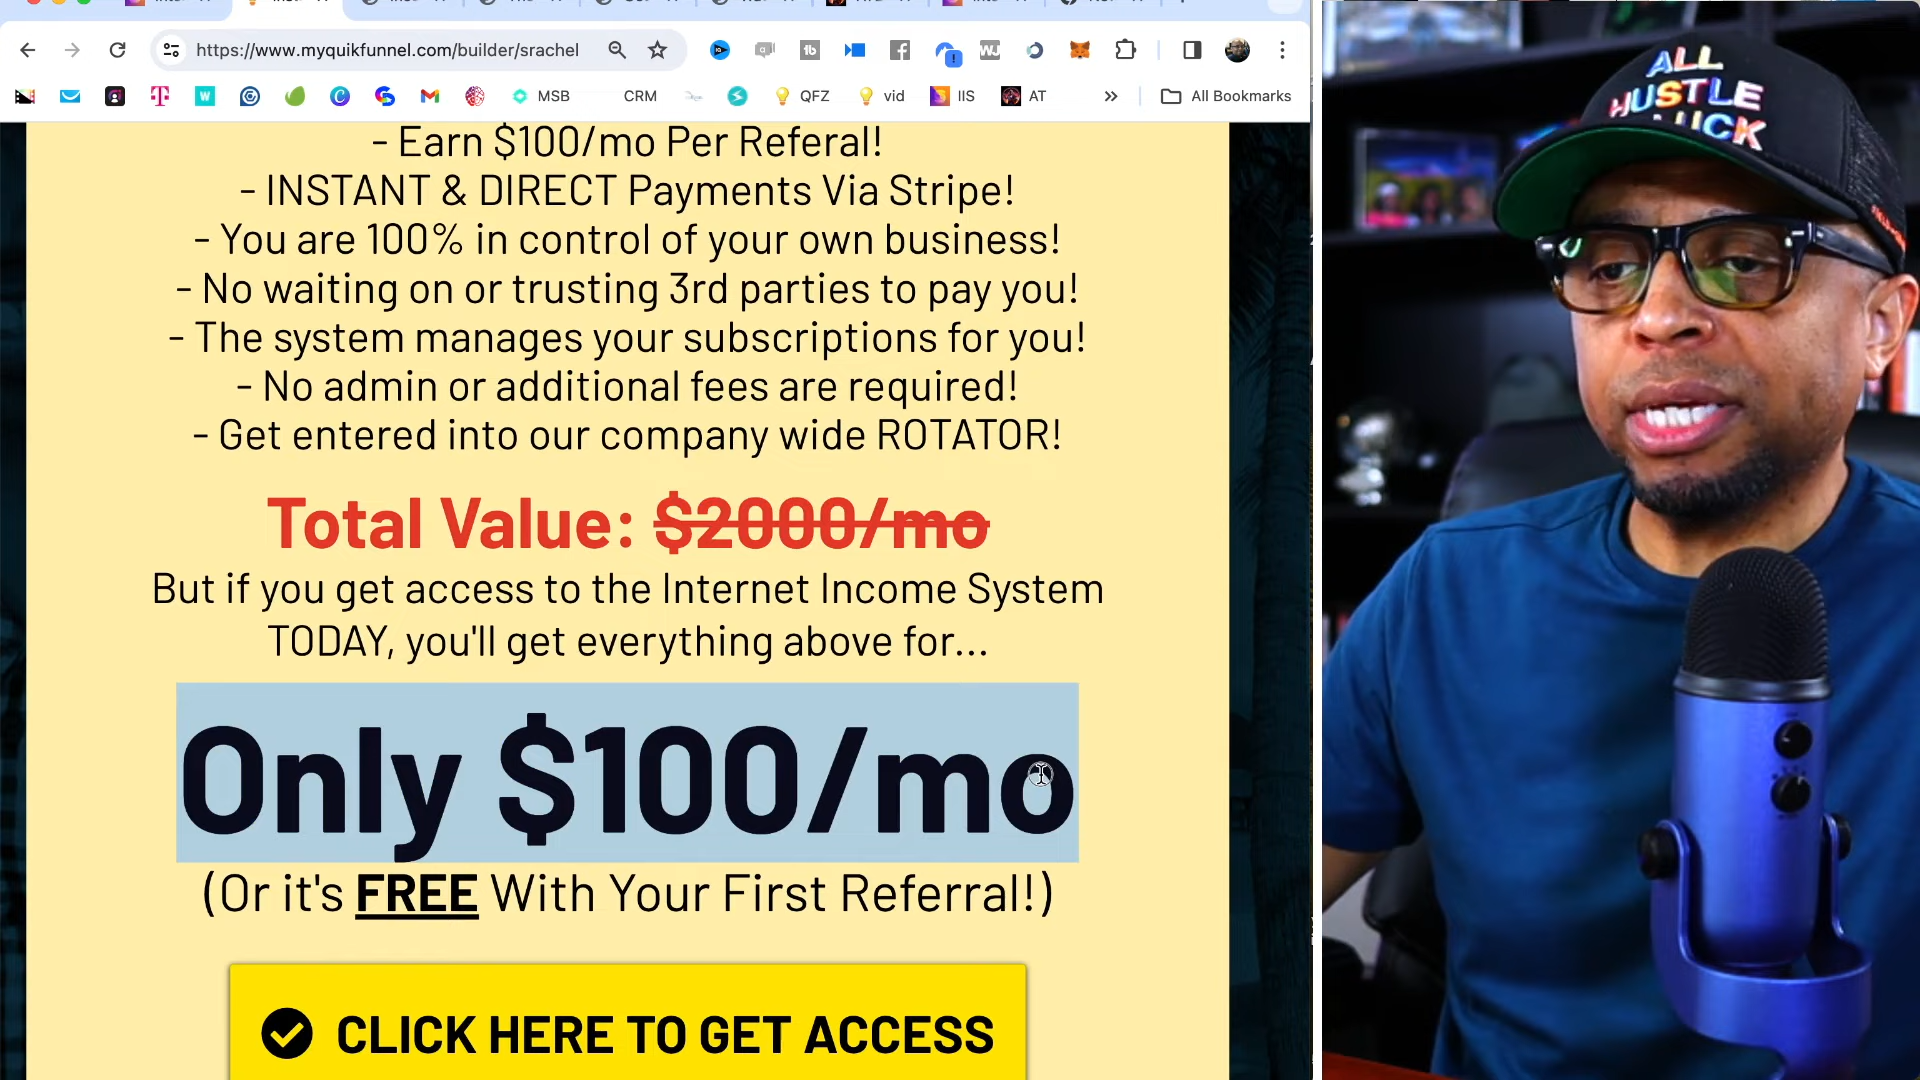 https://www.myquikfunnel.com/builder/srachel
MSB
CRM
QFZ
vid
IIS
AT
All Bookmarks
- Earn $100/mo Per Referal!
- INSTANT & DIRECT Payments Via Stripe!
- You are 100% in control of your own business!
- No waiting on or trusting 3rd parties to pay you!
- The system manages your subscriptions for you!
- No admin or additional fees are required!
- Get entered into our company wide ROTATOR!
Total Value: $2000/mo
But if you get access to the Internet Income System
TODAY, you'll get everything above for...
Only $100/mo
(Or it's FREE With Your First Referral!)
CLICK HERE TO GET ACCESS
ALL
HUSTLE
LUCK